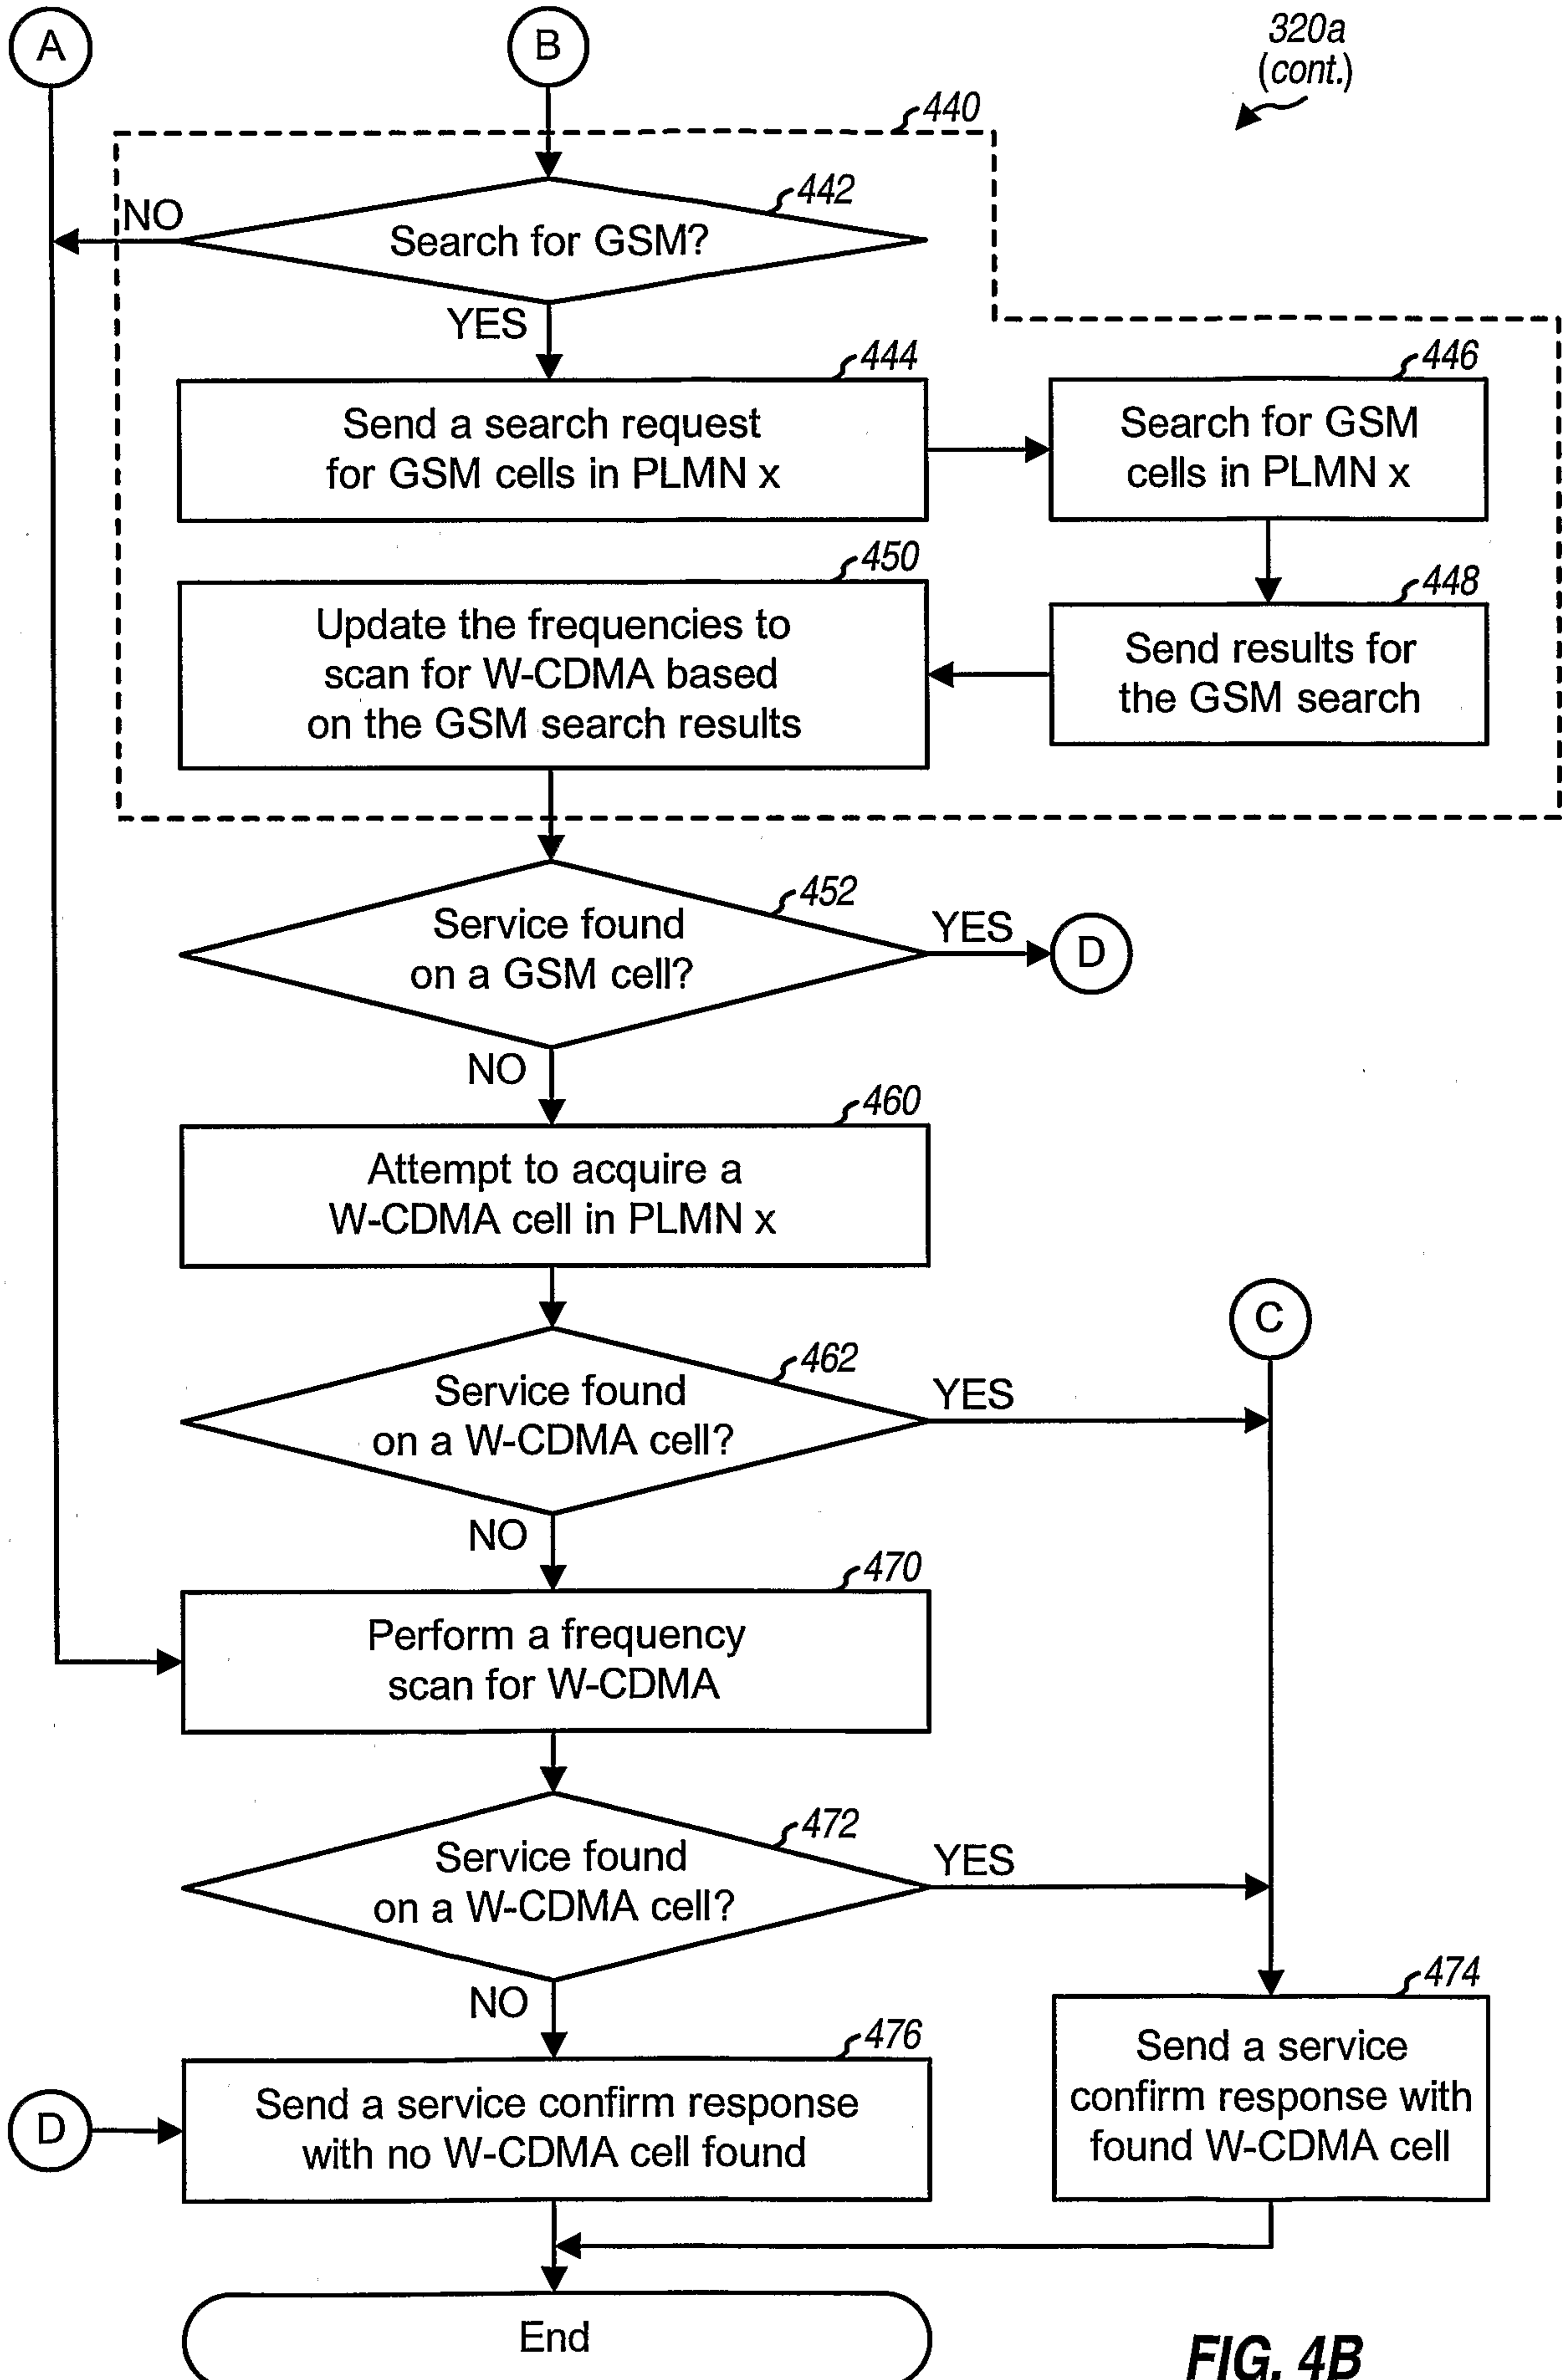 A
B
320a
(cont.)
440
442
NO
Search for GSM?
YES
444
Send a search request
for GSM cells in PLMN x
446
Search for GSM
cells in PLMN x
450
Update the frequencies to
scan for W-CDMA based
on the GSM search results
448
Send results for
the GSM search
452
Service found
on a GSM cell?
YES
D
NO
460
Attempt to acquire a
W-CDMA cell in PLMN x
C
462
Service found
on a W-CDMA cell?
YES
NO
470
Perform a frequency
scan for W-CDMA
472
Service found
on a W-CDMA cell?
YES
NO
474
Send a service
confirm response with
found W-CDMA cell
476
D
Send a service confirm response
with no W-CDMA cell found
End
FIG. 4B